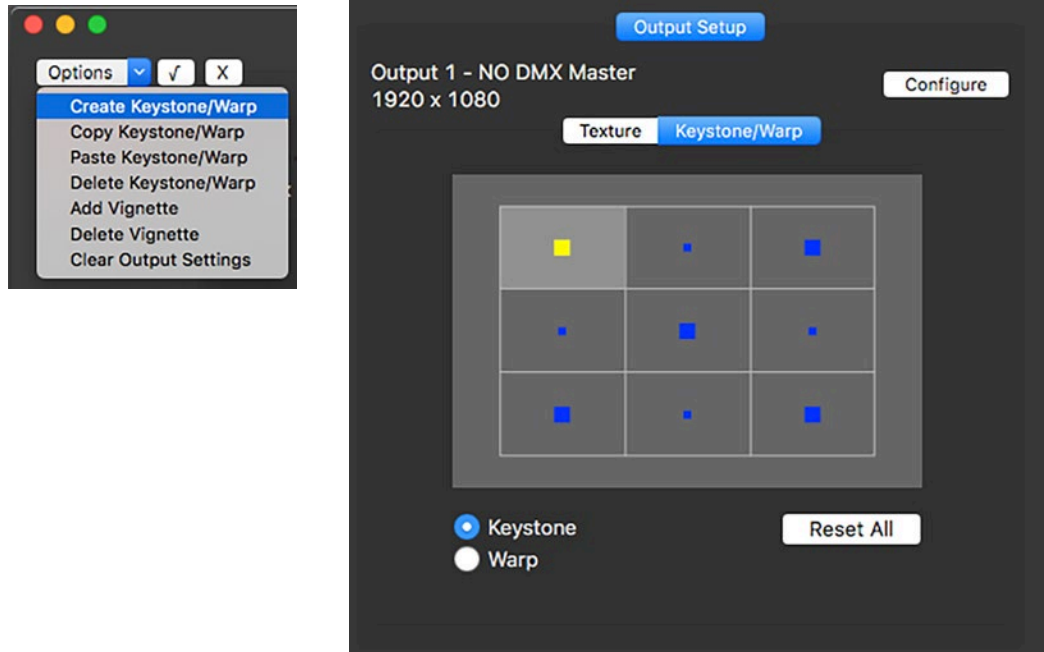 Options
√
X
Create Keystone/Warp
Copy Keystone/Warp
Paste Keystone/Warp
Delete Keystone/Warp
Add Vignette
Delete Vignette
Clear Output Settings
Output Setup
Output 1 - NO DMX Master
1920 x 1080
Configure
Texture
Keystone/Warp
Keystone
Reset All
Warp